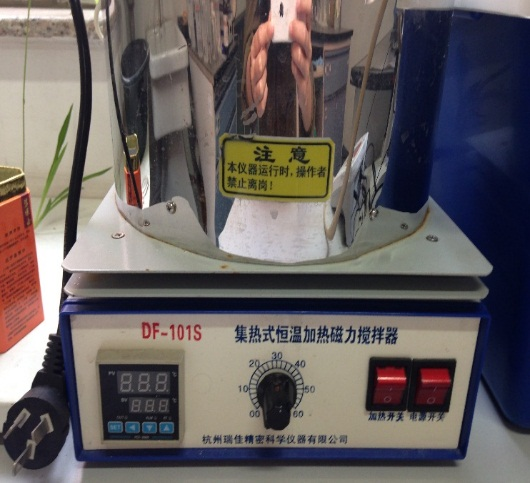 注 意
本仪器运行时，操作者
禁止离岗！
DF-101S 集热式恒温加热磁力搅拌器
SET
00 10 20 30 40 50 60
加热开关 电源开关
杭州瑞佳精密科学仪器有限公司